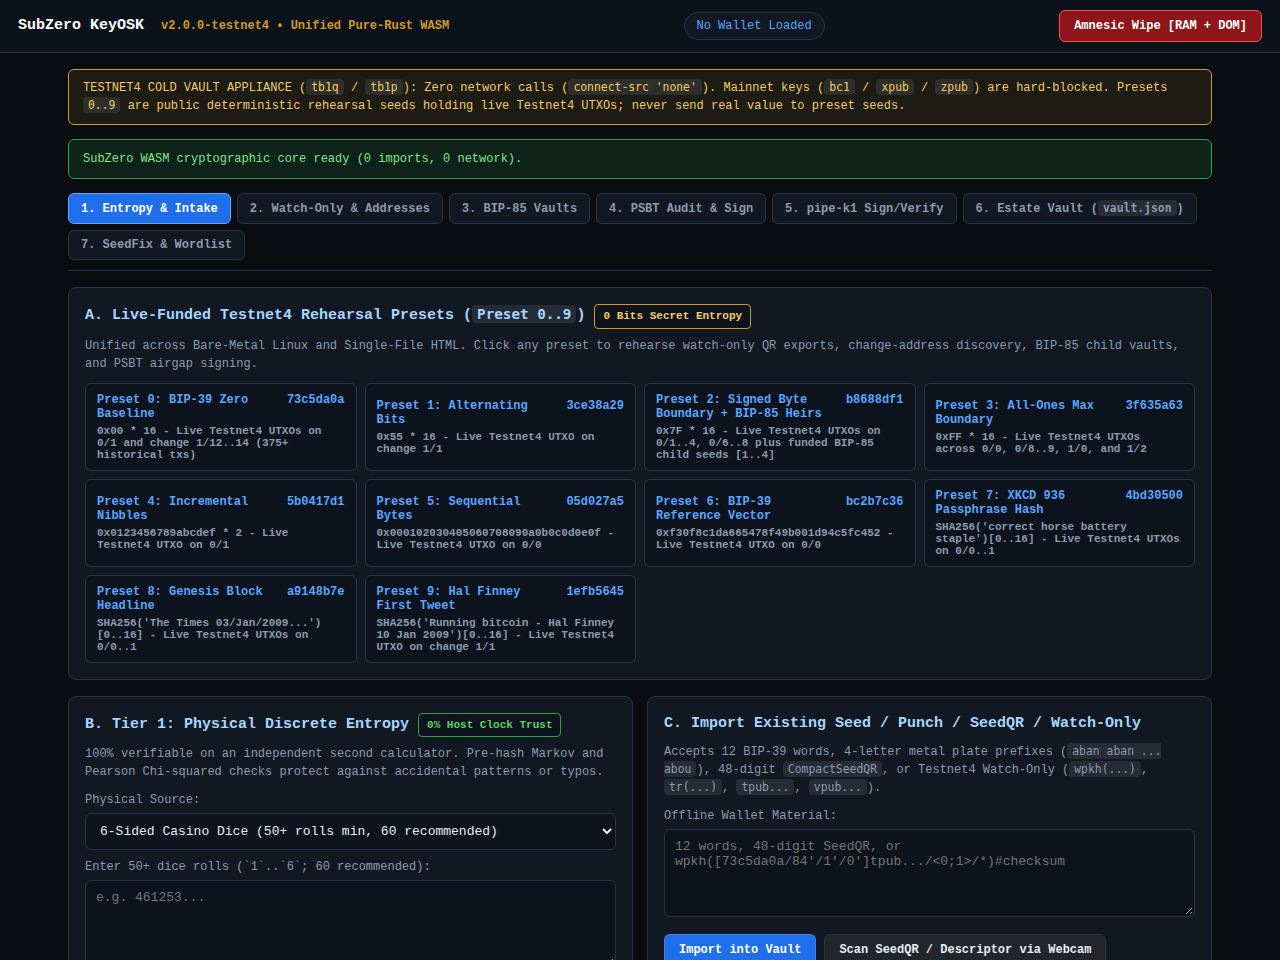 SubZero KeyOSK v2.0.0-testnet4 • Unified Pure-Rust WASM
No Wallet Loaded
Amnesic Wipe [RAM + DOM]
TESTNET4 COLD VAULT APPLIANCE (tb1q / tb1p): Zero network calls (connect-src 'none'). Mainnet keys (bc1 / xpub / zpub) are hard-blocked. Presets
0..9 are public deterministic rehearsal seeds holding live Testnet4 UTXOs; never send real value to preset seeds.
SubZero WASM cryptographic core ready (0 imports, 0 network).
1. Entropy & Intake
2. Watch-Only & Addresses
3. BIP-85 Vaults
4. PSBT Audit & Sign
5. pipe-k1 Sign/Verify
6. Estate Vault (vault.json)
7. SeedFix & Wordlist
A. Live-Funded Testnet4 Rehearsal Presets (Preset 0..9) 0 Bits Secret Entropy
Unified across Bare-Metal Linux and Single-File HTML. Click any preset to rehearse watch-only QR exports, change-address discovery, BIP-85 child vaults,
and PSBT airgap signing.
Preset 0: BIP-39 Zero 73c5da0a
Baseline
0x00 * 16 - Live Testnet4 UTXOs on
0/1 and change 1/12..14 (375+
historical txs)
Preset 1: Alternating 3ce38a29
Bits
0x55 * 16 - Live Testnet4 UTXO on
change 1/1
Preset 2: Signed Byte b8688df1
Boundary + BIP-85 Heirs
0x7F * 16 - Live Testnet4 UTXOs on
0/1..4, 0/6..8 plus funded BIP-85
child seeds [1..4]
Preset 3: All-Ones Max 3f635a63
Boundary
0xFF * 16 - Live Testnet4 UTXOs
across 0/0, 0/8..9, 1/0, and 1/2
Preset 4: Incremental 5b0417d1
Nibbles
0x0123456789abcdef * 2 - Live
Testnet4 UTXO on 0/1
Preset 5: Sequential 05d027a5
Bytes
0x000102030405060708090a0b0c0d0e0f -
Live Testnet4 UTXO on 0/0
Preset 6: BIP-39 bc2b7c36
Reference Vector
0xf30f8c1da665478f49b001d94c5fc452 -
Live Testnet4 UTXO on 0/0
Preset 7: XKCD 936 4bd30500
Passphrase Hash
SHA256('correct horse battery
staple')[0..16] - Live Testnet4 UTXOs
on 0/0..1
Preset 8: Genesis Block a9148b7e
Headline
SHA256('The Times 03/Jan/2009...')
[0..16] - Live Testnet4 UTXOs on
0/0..1
Preset 9: Hal Finney 1efb5645
First Tweet
SHA256('Running bitcoin - Hal Finney
10 Jan 2009')[0..16] - Live Testnet4
UTXO on change 1/1
B. Tier 1: Physical Discrete Entropy 0% Host Clock Trust
100% verifiable on an independent second calculator. Pre-hash Markov and
Pearson Chi-squared checks protect against accidental patterns or typos.
Physical Source:
6-Sided Casino Dice (50+ rolls min, 60 recommended)
Enter 50+ dice rolls (`1`..`6`; 60 recommended):
e.g. 461253...
C. Import Existing Seed / Punch / SeedQR / Watch-Only
Accepts 12 BIP-39 words, 4-letter metal plate prefixes (aban aban ...
abou), 48-digit CompactSeedQR, or Testnet4 Watch-Only (wpkh(...),
tr(...), tpub..., vpub...).
Offline Wallet Material:
12 words, 48-digit SeedQR, or
wpkh([73c5da0a/84'/1'/0']tpub.../<0;1>/*)#checksum
Import into Vault
Scan SeedQR / Descriptor via Webcam